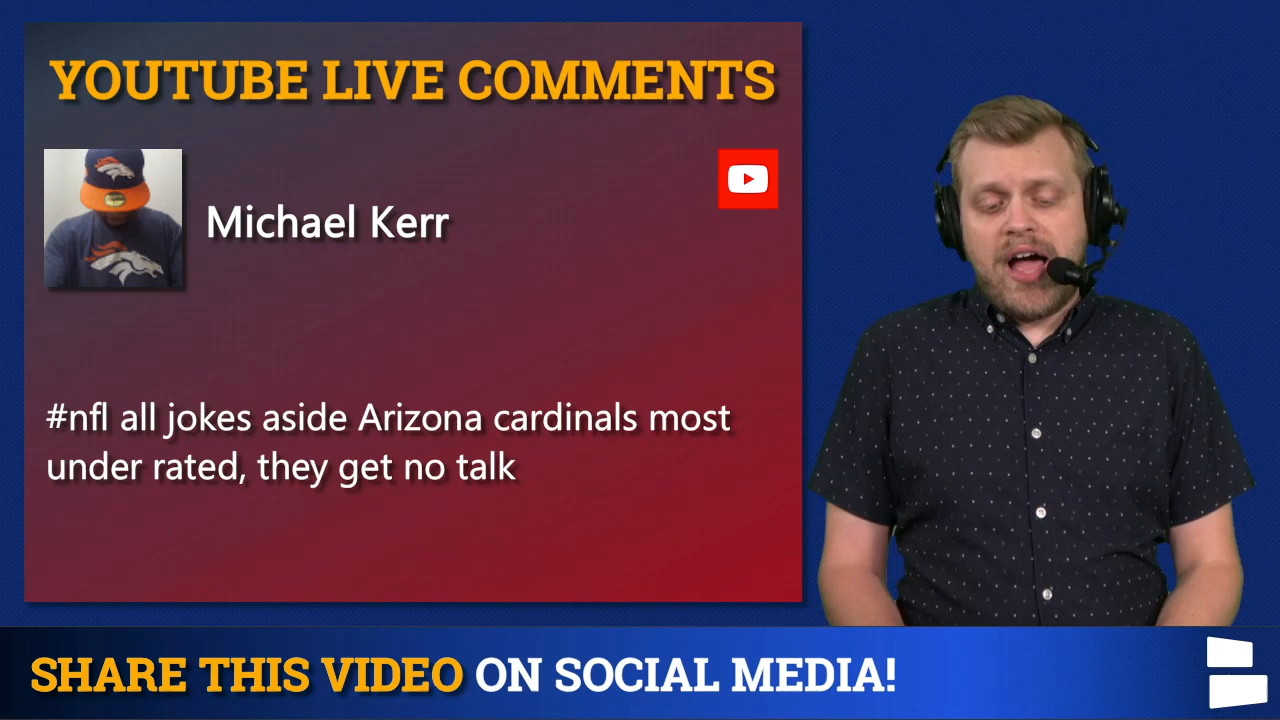 YOUTUBE LIVE COMMENTS
Michael Kerr
#nfl all jokes aside Arizona cardinals most
under rated, they get no talk
SHARE THIS VIDEO ON SOCIAL MEDIA!